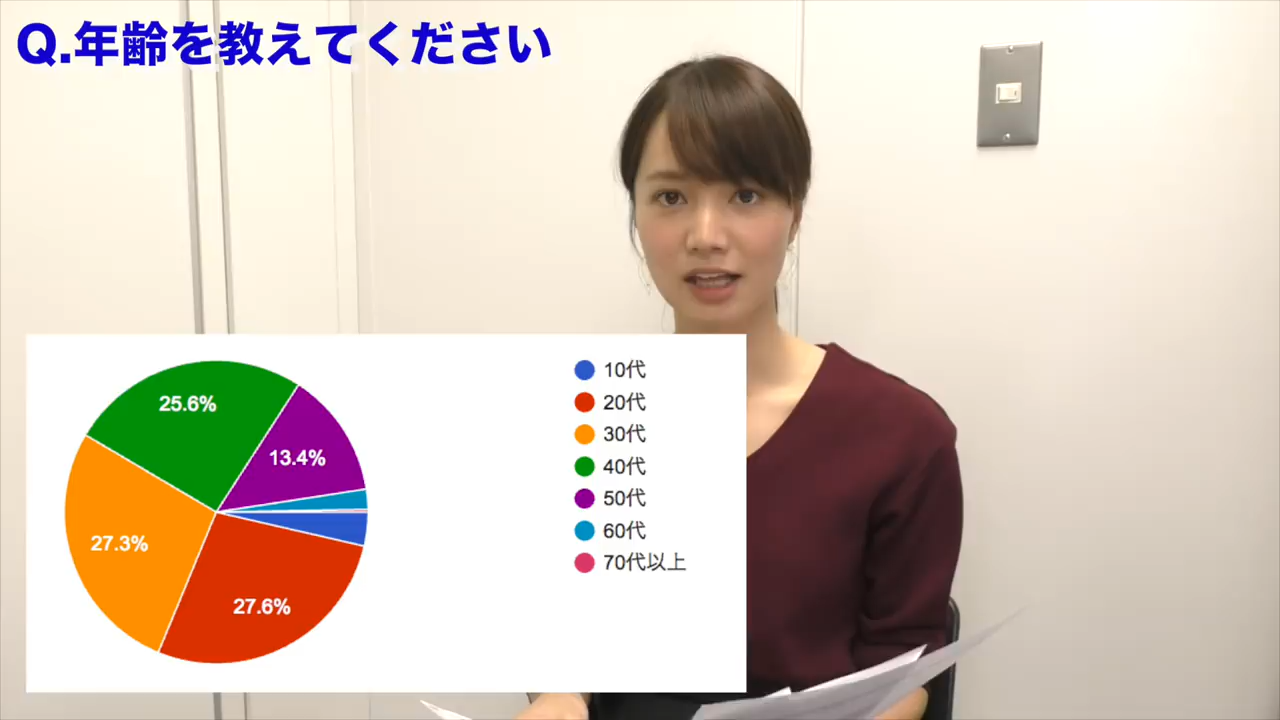 Q.年齢を教えてください
25.6%
13.4%
27.3%
27.6%
10代
20代
30代
40代
50代
60代
70代以上